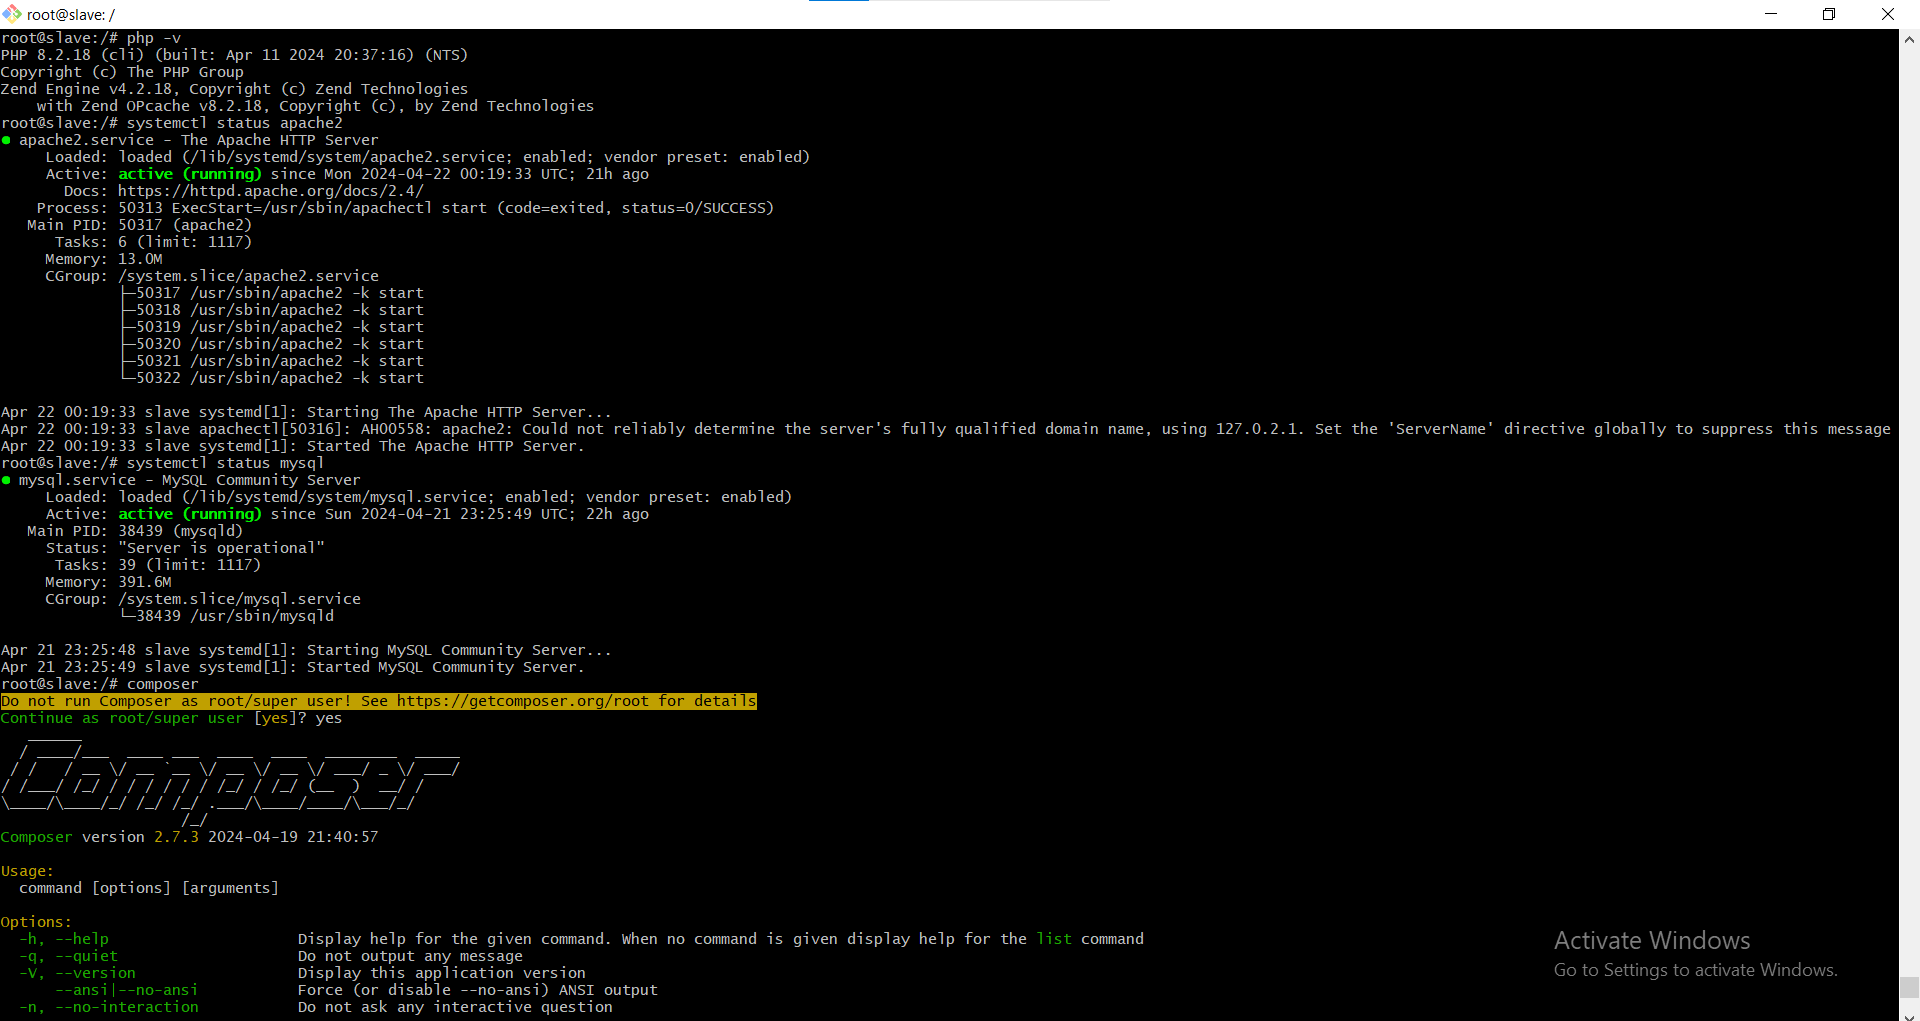 root@slave: /
root@slave:/# php -v
PHP 8.2.18 (cli) (built: Apr 11 2024 20:37:16) (NTS)
Copyright (c) The PHP Group
Zend Engine v4.2.18, Copyright (c) Zend Technologies
    with Zend OPcache v8.2.18, Copyright (c), by Zend Technologies
root@slave:/# systemctl status apache2
● apache2.service - The Apache HTTP Server
     Loaded: loaded (/lib/systemd/system/apache2.service; enabled; vendor preset: enabled)
     Active: active (running) since Mon 2024-04-22 00:19:33 UTC; 21h ago
       Docs: https://httpd.apache.org/docs/2.4/
    Process: 50313 ExecStart=/usr/sbin/apachectl start (code=exited, status=0/SUCCESS)
   Main PID: 50317 (apache2)
      Tasks: 6 (limit: 1117)
     Memory: 13.0M
     CGroup: /system.slice/apache2.service
             ├─50317 /usr/sbin/apache2 -k start
             ├─50318 /usr/sbin/apache2 -k start
             ├─50319 /usr/sbin/apache2 -k start
             ├─50320 /usr/sbin/apache2 -k start
             ├─50321 /usr/sbin/apache2 -k start
             └─50322 /usr/sbin/apache2 -k start
Apr 22 00:19:33 slave systemd[1]: Starting The Apache HTTP Server...
Apr 22 00:19:33 slave apachectl[50316]: AH00558: apache2: Could not reliably determine the server's fully qualified domain name, using 127.0.2.1. Set the 'ServerName' directive globally to suppress this message
Apr 22 00:19:33 slave systemd[1]: Started The Apache HTTP Server.
root@slave:/# systemctl status mysql
● mysql.service - MySQL Community Server
     Loaded: loaded (/lib/systemd/system/mysql.service; enabled; vendor preset: enabled)
     Active: active (running) since Sun 2024-04-21 23:25:49 UTC; 22h ago
   Main PID: 38439 (mysqld)
     Status: "Server is operational"
      Tasks: 39 (limit: 1117)
     Memory: 391.6M
     CGroup: /system.slice/mysql.service
             └─38439 /usr/sbin/mysqld
Apr 21 23:25:48 slave systemd[1]: Starting MySQL Community Server...
Apr 21 23:25:49 slave systemd[1]: Started MySQL Community Server.
root@slave:/# composer
Do not run Composer as root/super user! See https://getcomposer.org/root for details
Continue as root/super user [yes]? yes
Composer
Composer version 2.7.3 2024-04-19 21:40:57
Usage:
  command [options] [arguments]
Options:
  -h, --help                     Display help for the given command. When no command is given display help for the list command
  -q, --quiet                    Do not output any message
  -V, --version                  Display this application version
      --ansi|--no-ansi           Force (or disable --no-ansi) ANSI output
  -n, --no-interaction           Do not ask any interactive question
Activate Windows
Go to Settings to activate Windows.